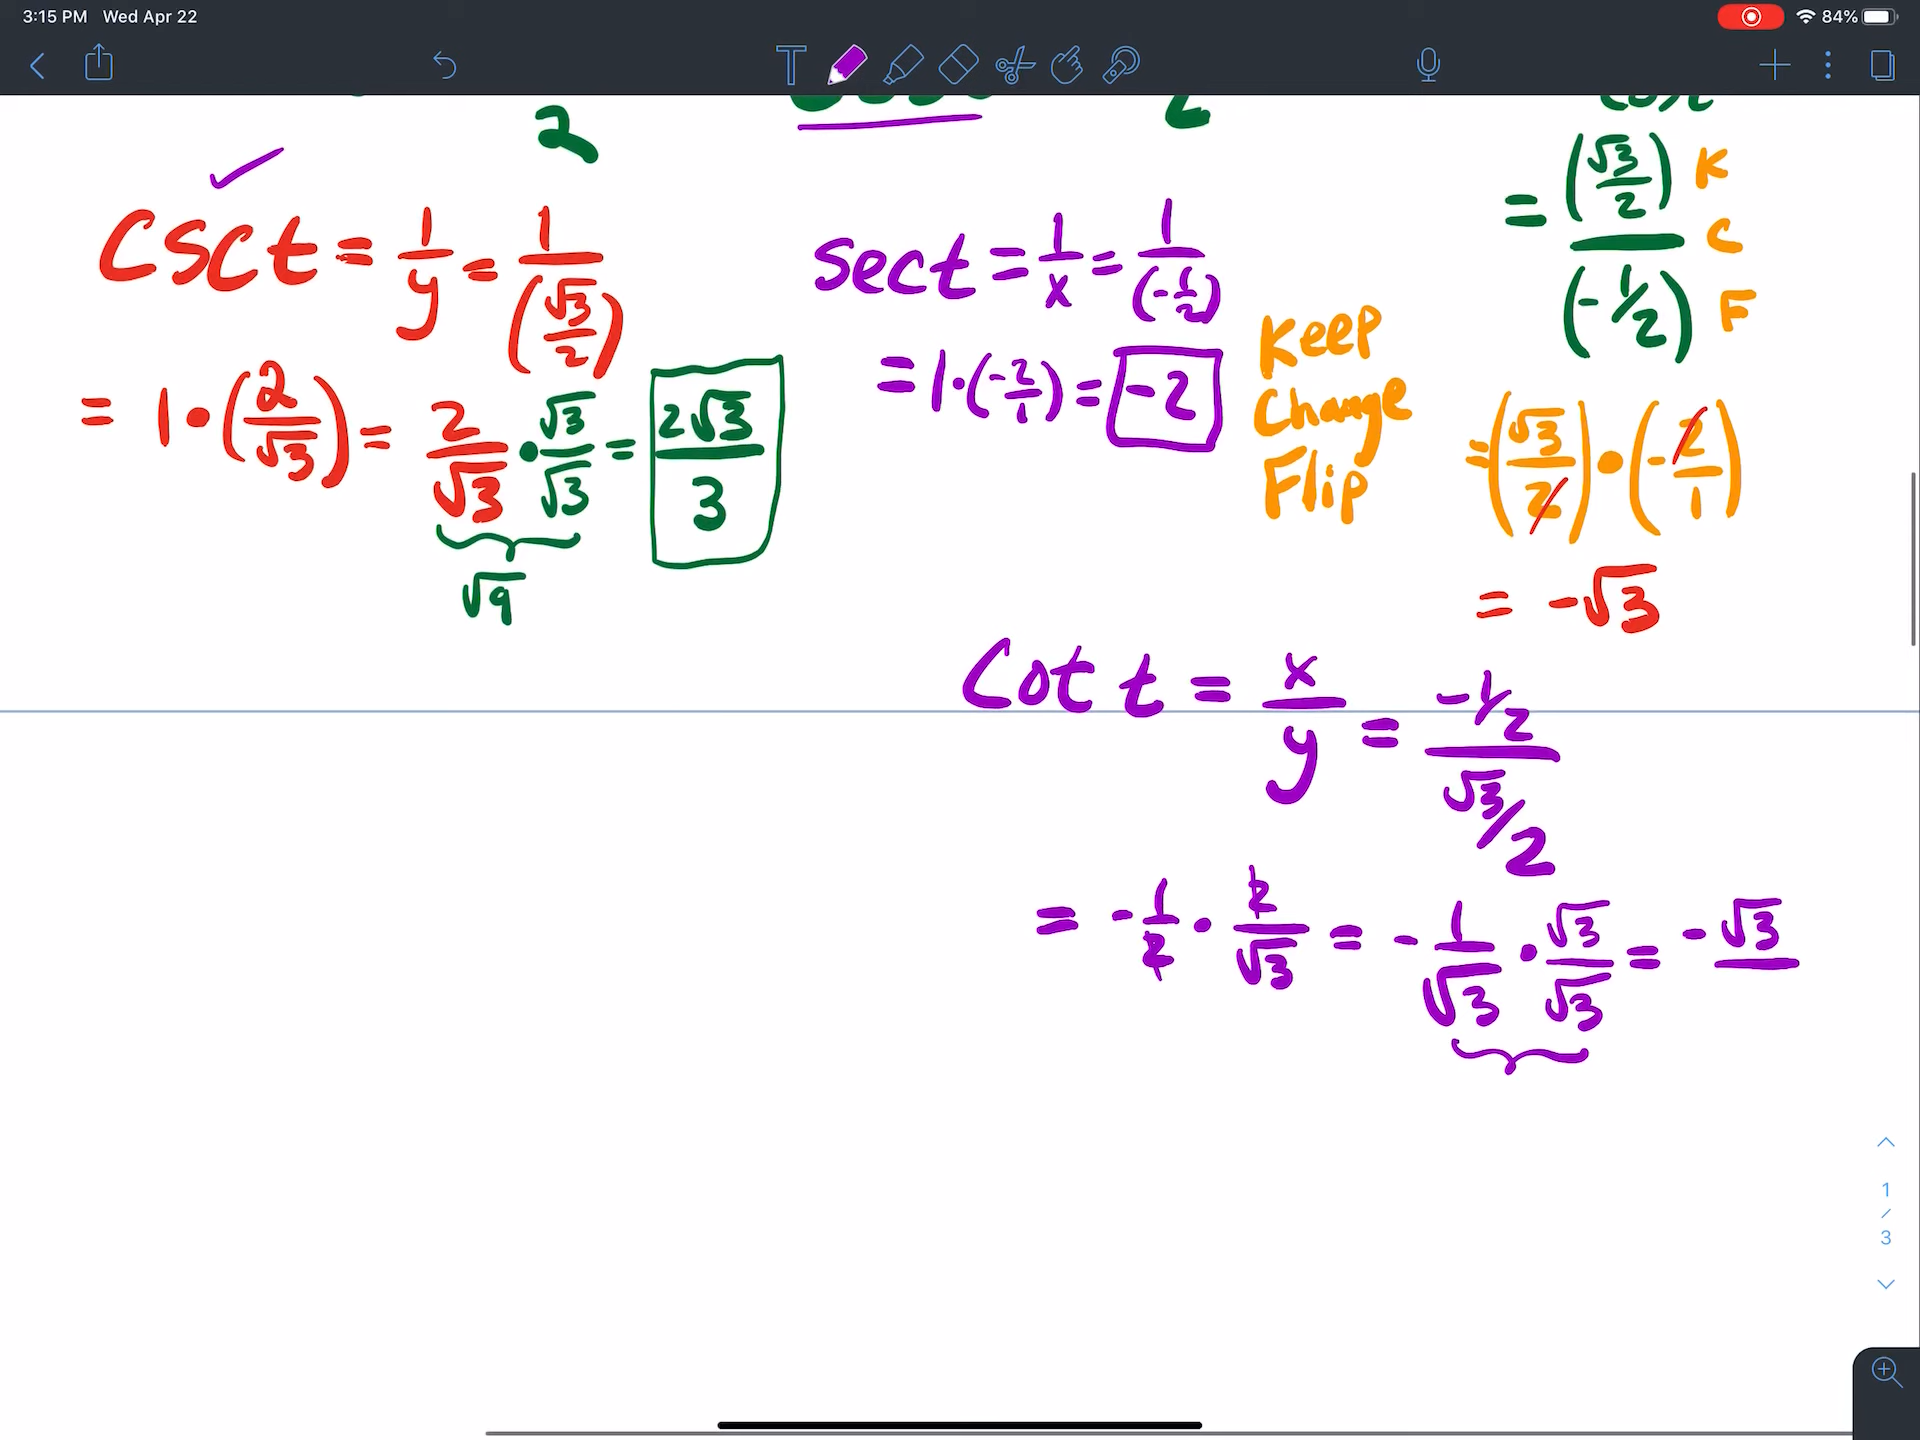 3:15 PM Wed Apr 22
84%
2
csc t = 1/y = 1/(√3/2)
= 1 • (2/√3) = 2/√3 • √3/√3 = 2√3/3
√9
sec t = 1/x = 1/(-1/2)
= 1 • (-2/1) = -2
Keep
Change
Flip
cos t
= (√3/2) K
C
(-1/2) F
= (√3/2) • (-2/1)
= -√3
Cot t = x/y = -1/2 / √3/2
= -1/2 • 2/√3 = -1/√3 • √3/√3 = -√3
1
/
3